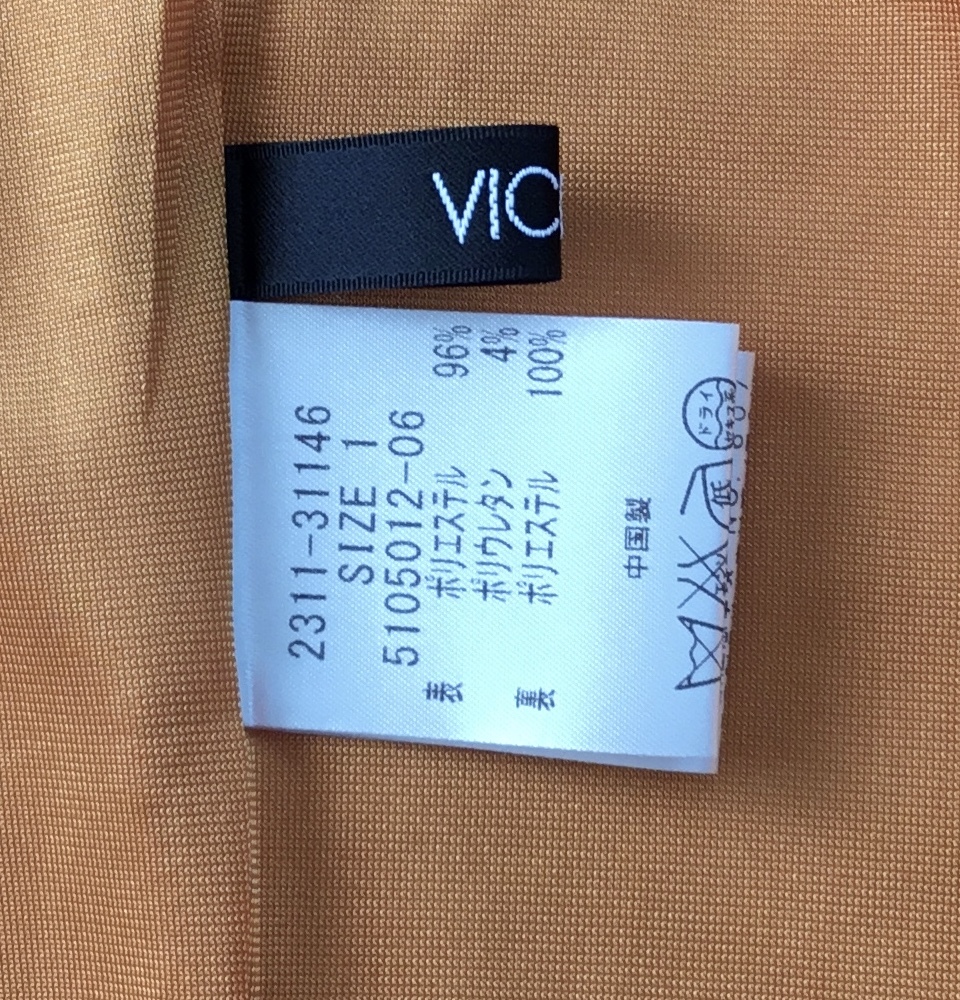 VIC
2311-31146
SIZE 1
5105012-06
表 ポリエステル 96%
ポリウレタン 4%
裏 ポリエステル 100%
中国製
ドライ
低